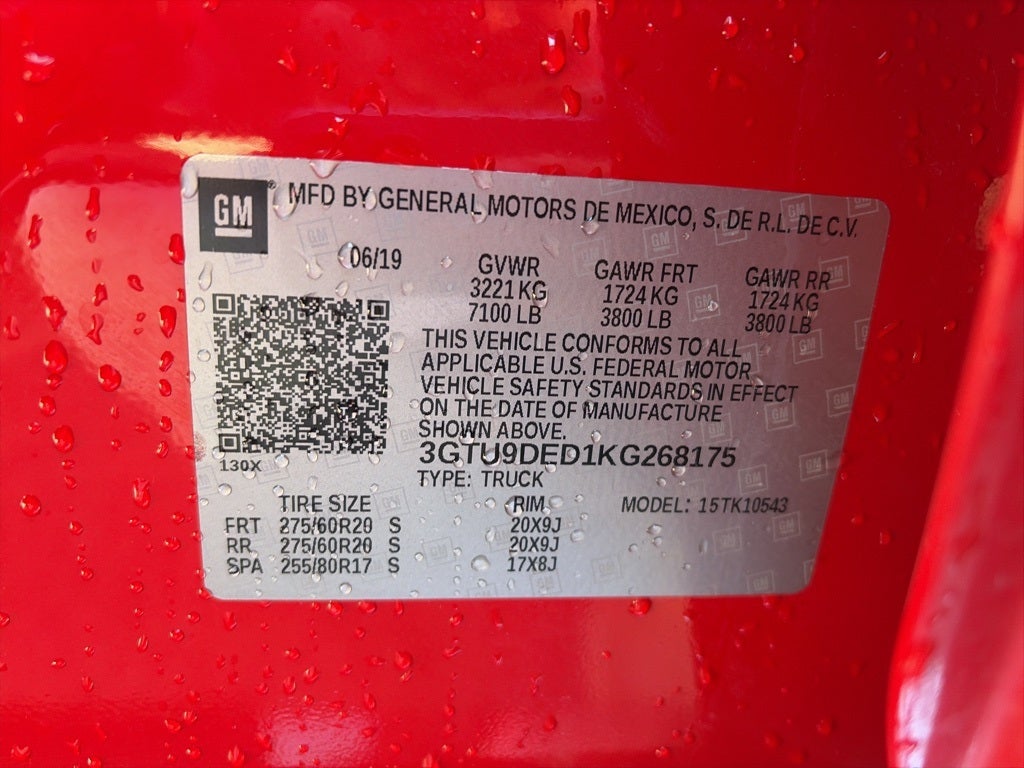 GM® MFD BY GENERAL MOTORS DE MEXICO, S. DE R.L. DE C.V.
06/19 GVWR GAWR FRT GAWR RR
3221 KG 1724 KG 1724 KG
7100 LB 3800 LB 3800 LB
THIS VEHICLE CONFORMS TO ALL
APPLICABLE U.S. FEDERAL MOTOR
VEHICLE SAFETY STANDARDS IN EFFECT
ON THE DATE OF MANUFACTURE
SHOWN ABOVE.
3GTU9DED1KG268175
130X
TYPE: TRUCK
TIRE SIZE RIM MODEL: 15TK10543
FRT 275/60R20 S 20X9J
RR 275/60R20 S 20X9J
SPA 255/80R17 S 17X8J